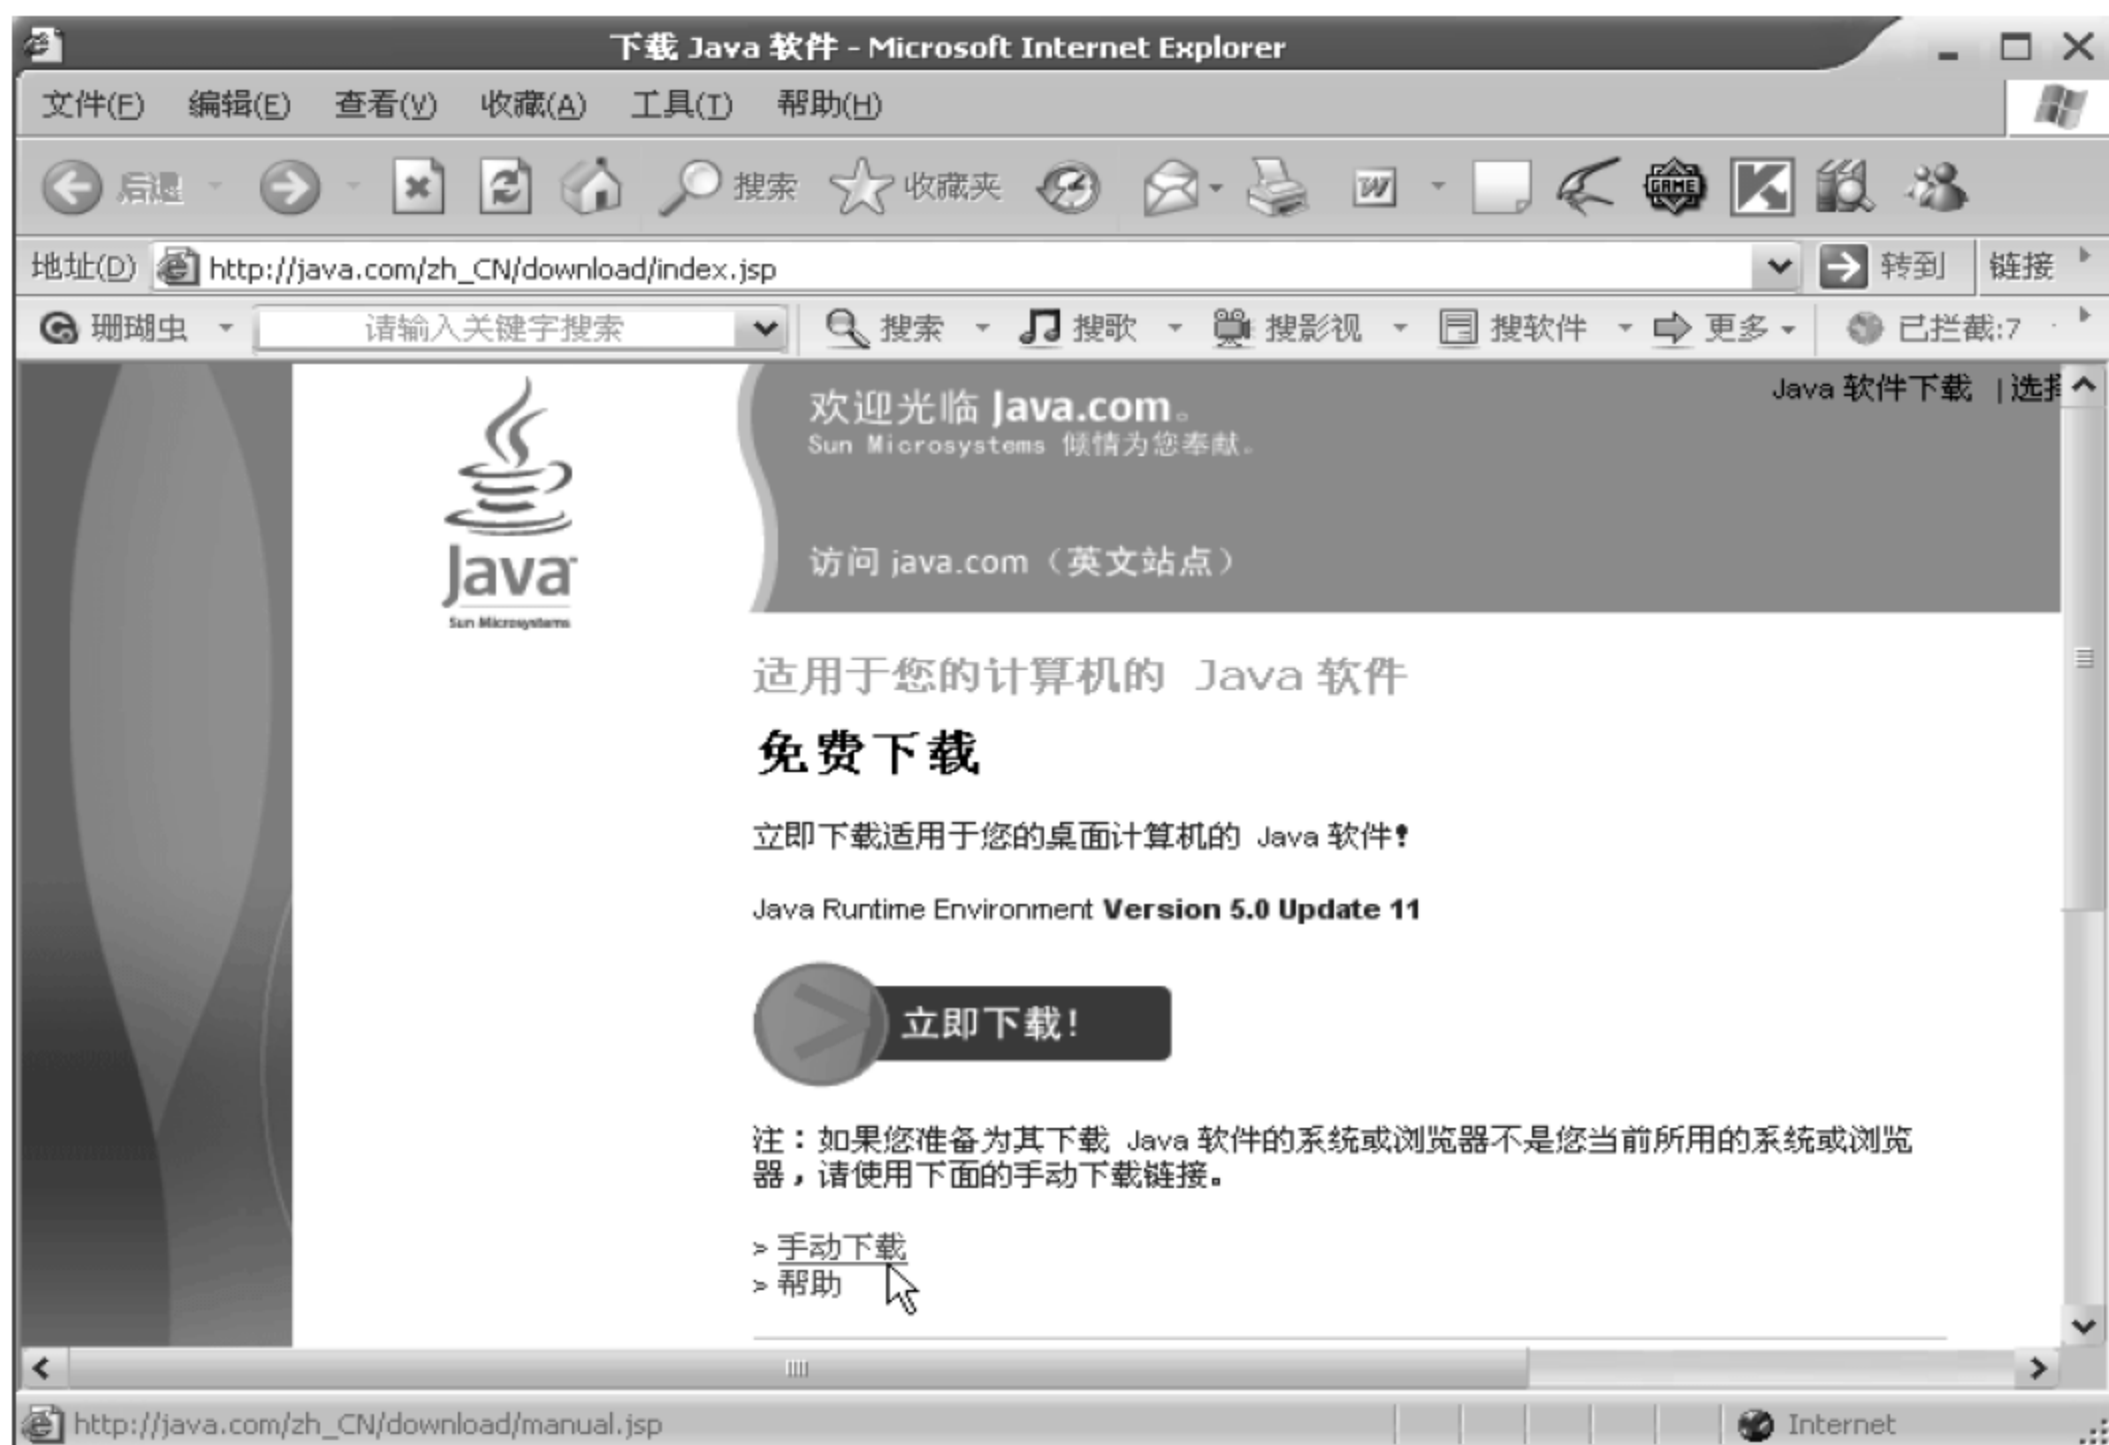 下载 Java 软件 - Microsoft Internet Explorer
文件(F) 编辑(E) 查看(V) 收藏(A) 工具(T) 帮助(H)
后退 搜索 收藏夹 W GAME
地址(D) http://java.com/zh_CN/download/index.jsp 转到 链接
珊瑚虫 请输入关键字搜索 搜索 搜歌 搜影视 搜软件 更多 已拦截:7
Java 软件下载 | 选择
欢迎光临 Java.com。
Sun Microsystems 倾情为您奉献。
访问 java.com（英文站点）
Java
Sun Microsystems
适用于您的计算机的 Java 软件
免费下载
立即下载适用于您的桌面计算机的 Java 软件!
Java Runtime Environment Version 5.0 Update 11
立即下载!
注：如果您准备为其下载 Java 软件的系统或浏览器不是您当前所用的系统或浏览
器，请使用下面的手动下载链接。
> 手动下载
> 帮助
http://java.com/zh_CN/download/manual.jsp Internet